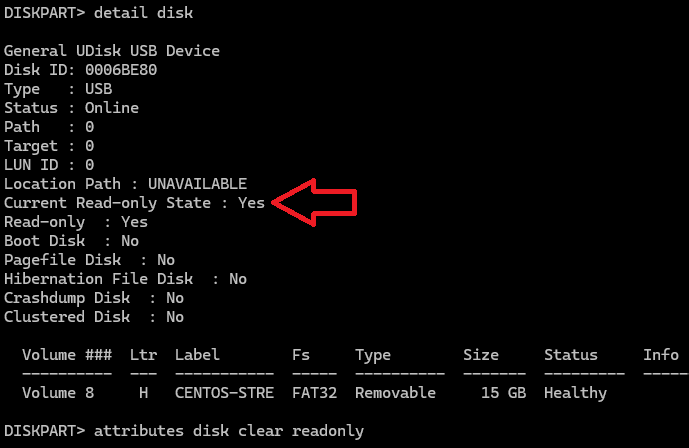 DISKPART> detail disk
General UDisk USB Device
Disk ID: 0006BE80
Type   : USB
Status : Online
Path   : 0
Target : 0
LUN ID : 0
Location Path : UNAVAILABLE
Current Read-only State : Yes
Read-only  : Yes
Boot Disk  : No
Pagefile Disk  : No
Hibernation File Disk  : No
Crashdump Disk  : No
Clustered Disk  : No
  Volume ###  Ltr  Label        Fs     Type        Size     Status     Info
  ----------  ---  -----------  -----  ----------  -------  ---------  -----
  Volume 8     H   CENTOS-STRE  FAT32  Removable     15 GB  Healthy
DISKPART> attributes disk clear readonly